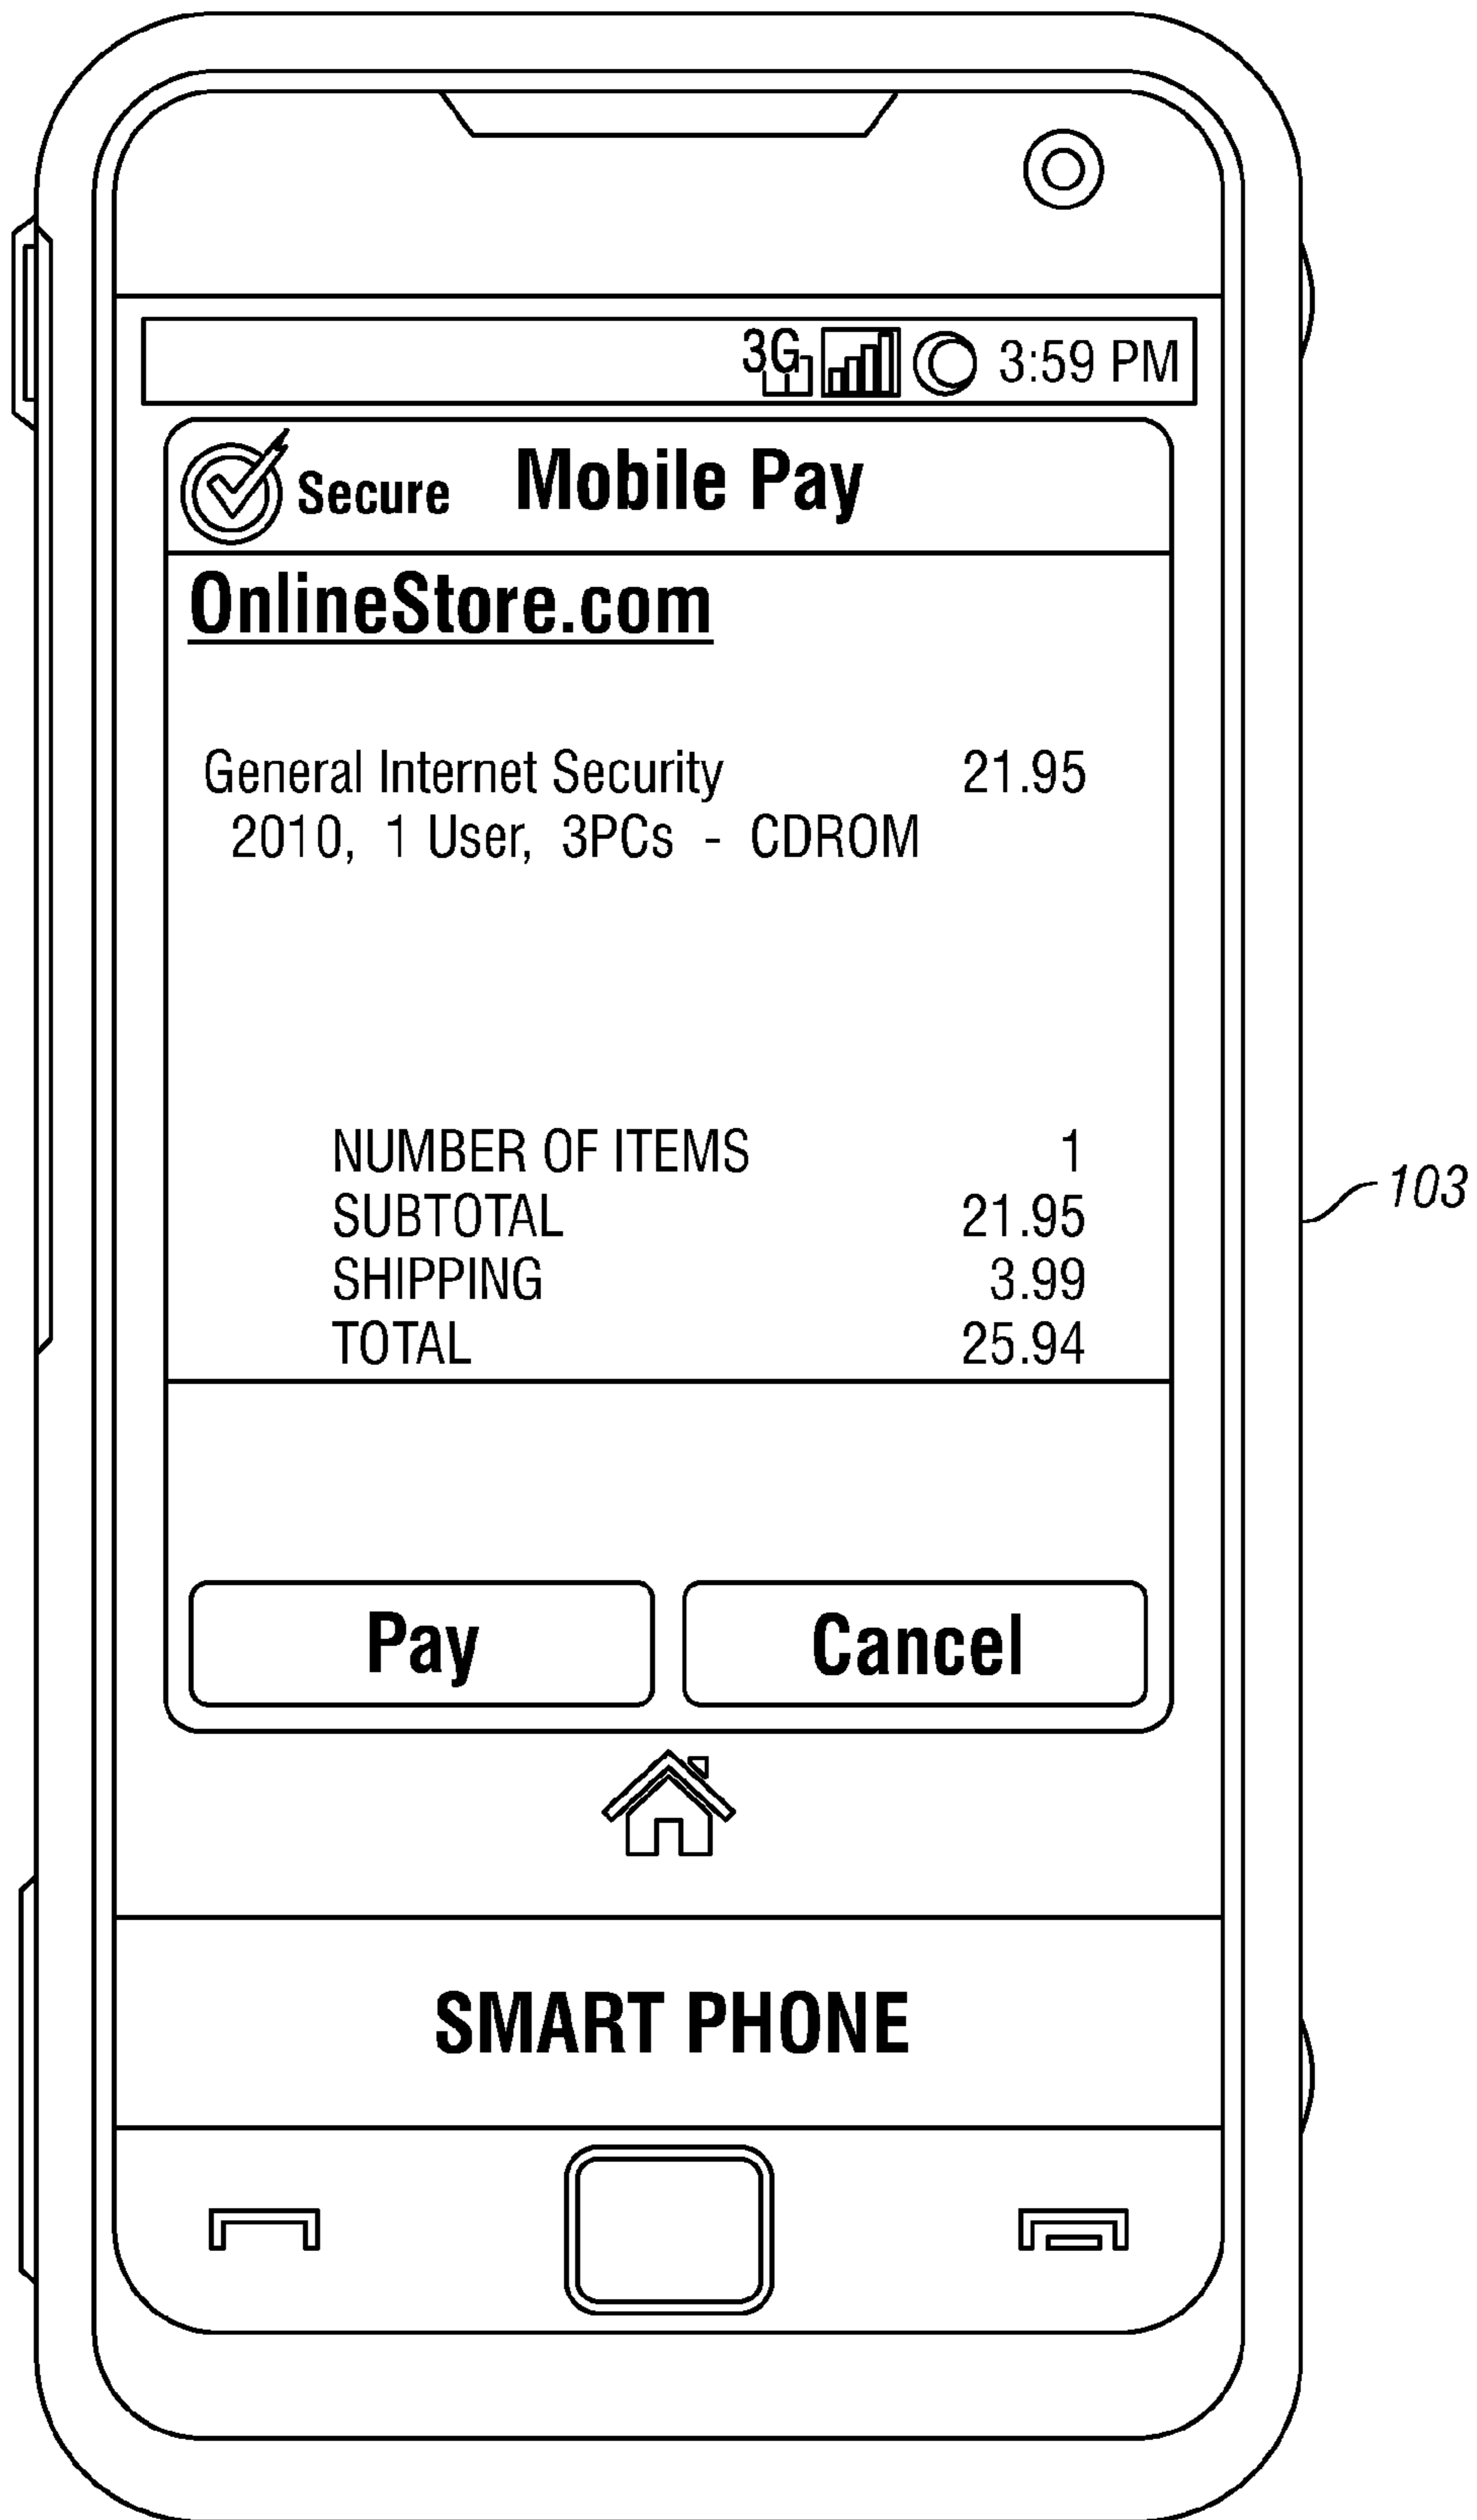 3G 3:59 PM
Secure Mobile Pay
OnlineStore.com
General Internet Security 21.95
2010, 1 User, 3PCs - CDROM
NUMBER OF ITEMS 1
SUBTOTAL 21.95
SHIPPING 3.99
TOTAL 25.94
103
Pay Cancel
SMART PHONE